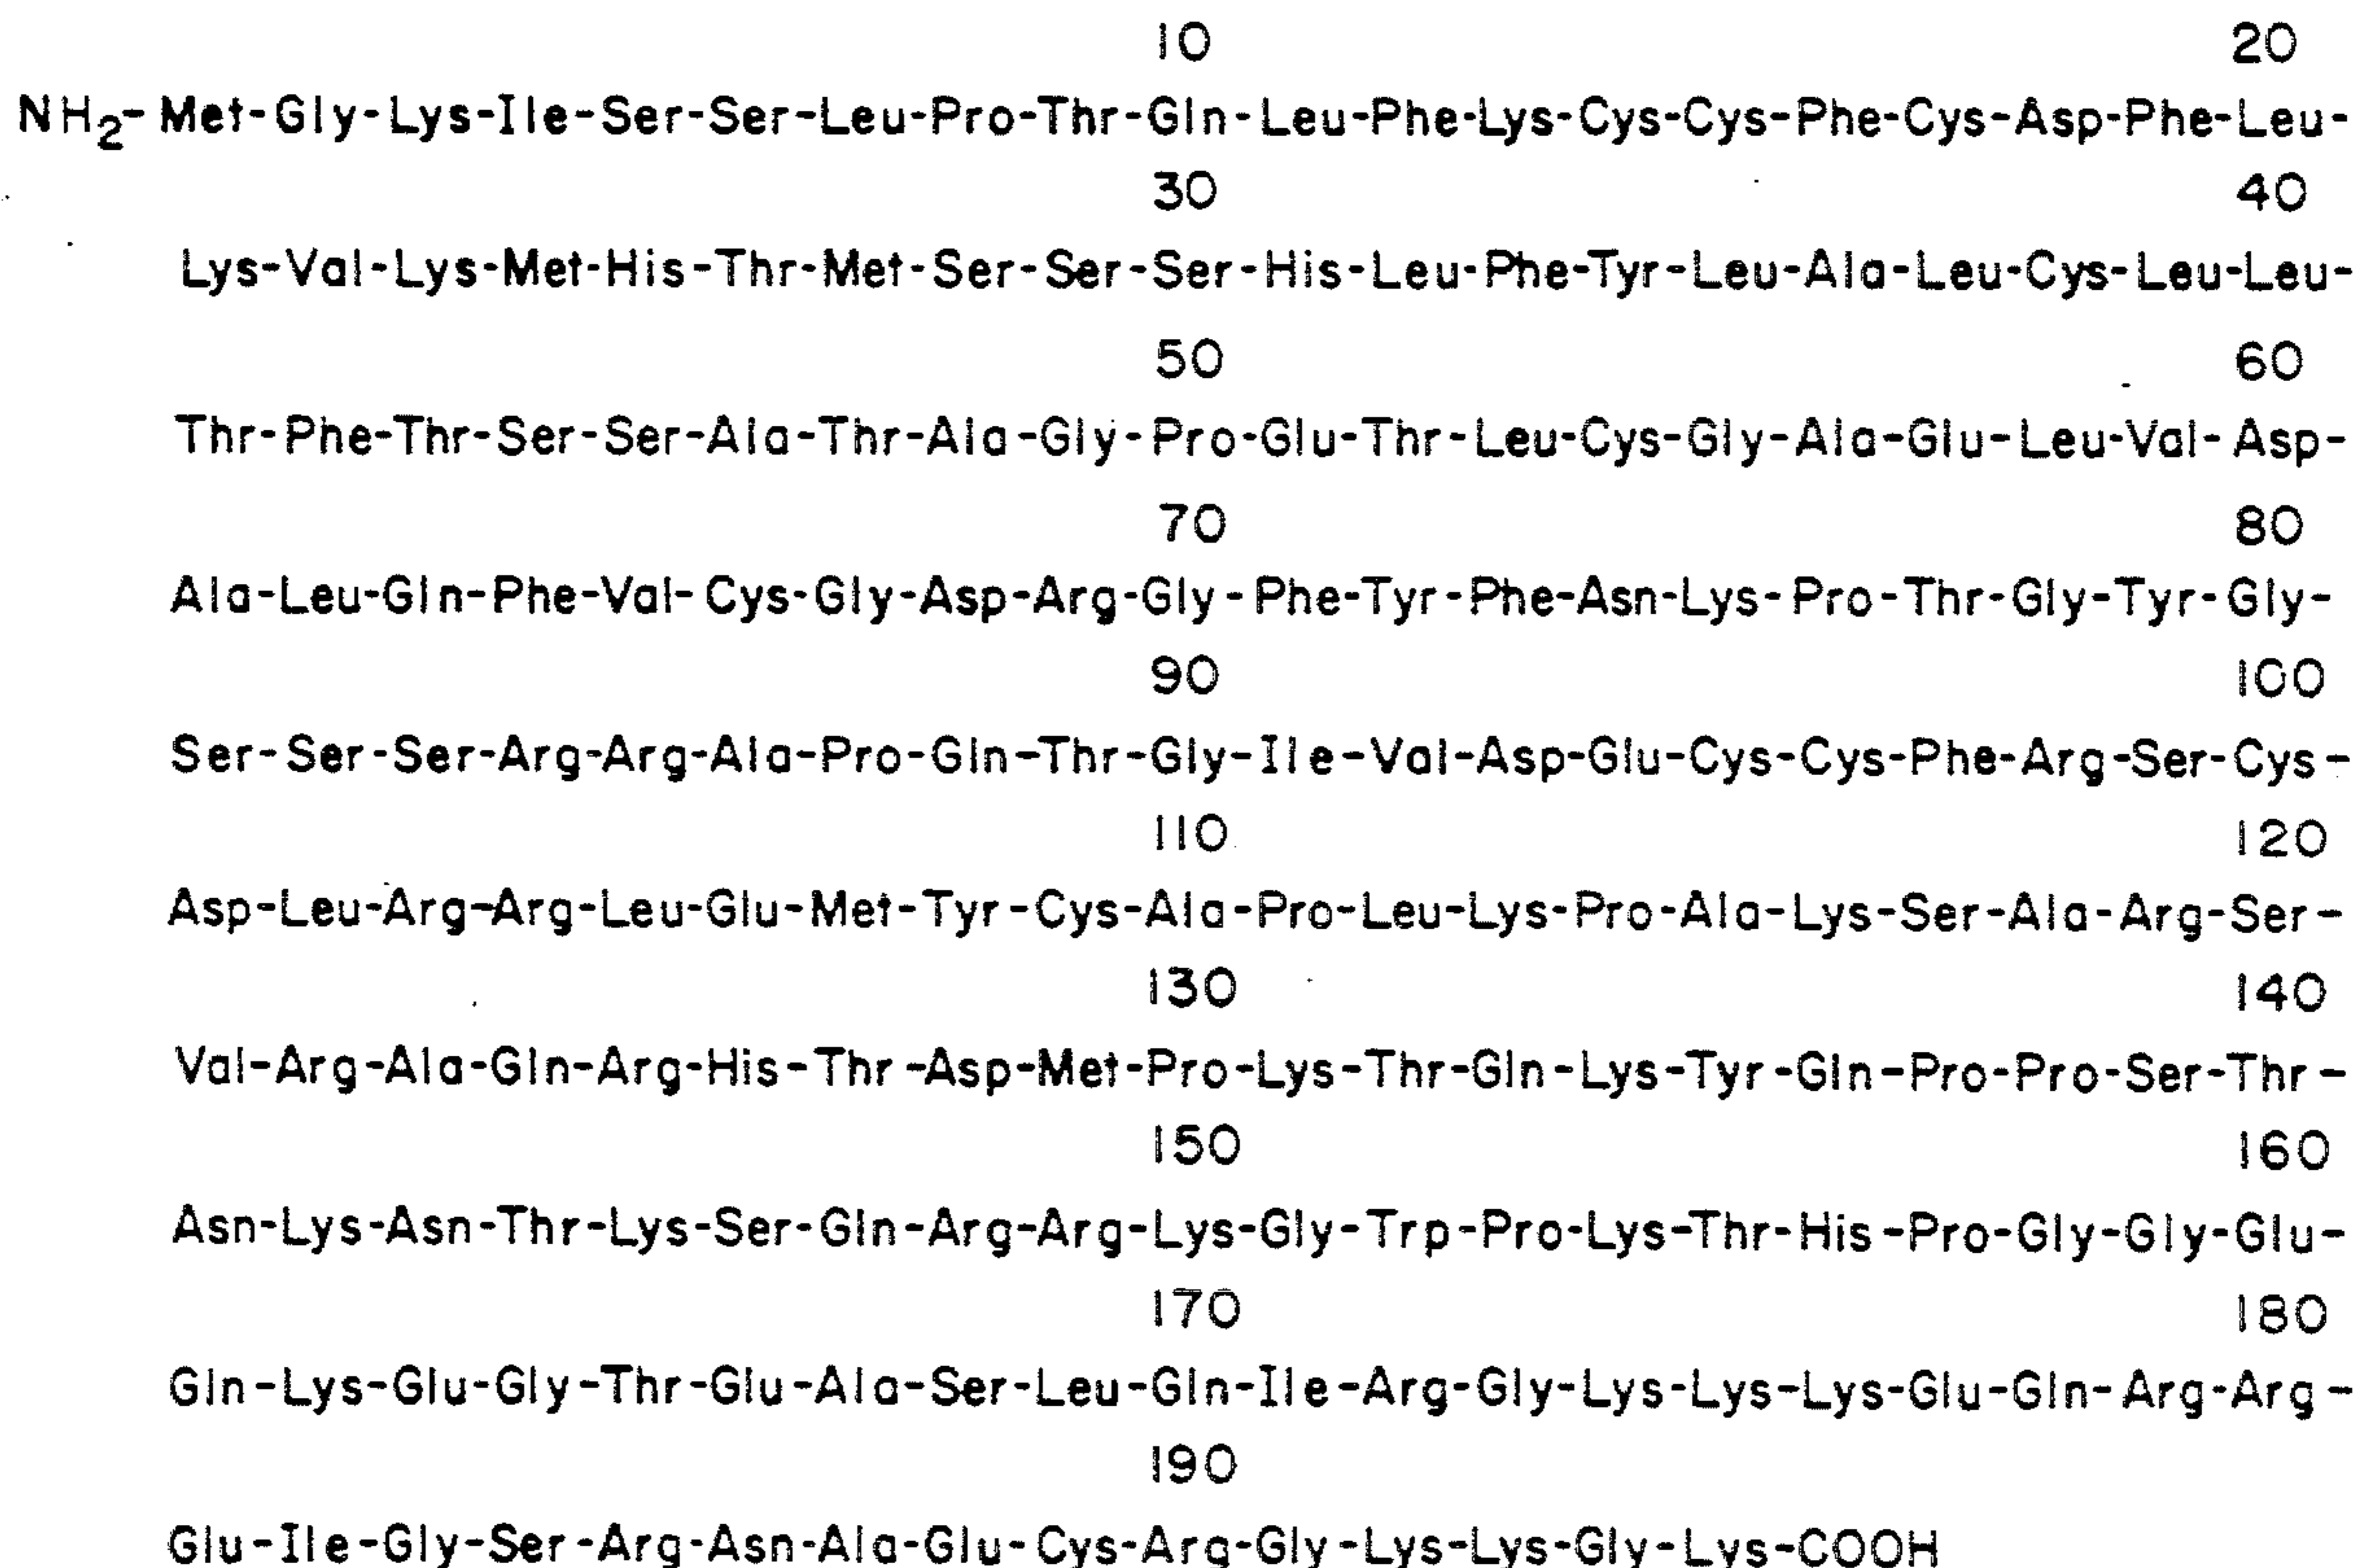 10 20
NH2-Met-Gly-Lys-Ile-Ser-Ser-Leu-Pro-Thr-Gln-Leu-Phe-Lys-Cys-Cys-Phe-Cys-Asp-Phe-Leu-
30 40
Lys-Val-Lys-Met-His-Thr-Met-Ser-Ser-Ser-His-Leu-Phe-Tyr-Leu-Ala-Leu-Cys-Leu-Leu-
50 60
Thr-Phe-Thr-Ser-Ser-Ala-Thr-Ala-Gly-Pro-Glu-Thr-Leu-Cys-Gly-Ala-Glu-Leu-Val-Asp-
70 80
Ala-Leu-Gln-Phe-Val-Cys-Gly-Asp-Arg-Gly-Phe-Tyr-Phe-Asn-Lys-Pro-Thr-Gly-Tyr-Gly-
90 100
Ser-Ser-Ser-Arg-Arg-Ala-Pro-Gln-Thr-Gly-Ile-Val-Asp-Glu-Cys-Cys-Phe-Arg-Ser-Cys-
110 120
Asp-Leu-Arg-Arg-Leu-Glu-Met-Tyr-Cys-Ala-Pro-Leu-Lys-Pro-Ala-Lys-Ser-Ala-Arg-Ser-
130 140
Val-Arg-Ala-Gln-Arg-His-Thr-Asp-Met-Pro-Lys-Thr-Gln-Lys-Tyr-Gln-Pro-Pro-Ser-Thr-
150 160
Asn-Lys-Asn-Thr-Lys-Ser-Gln-Arg-Arg-Lys-Gly-Trp-Pro-Lys-Thr-His-Pro-Gly-Gly-Glu-
170 180
Gln-Lys-Glu-Gly-Thr-Glu-Ala-Ser-Leu-Gln-Ile-Arg-Gly-Lys-Lys-Lys-Glu-Gln-Arg-Arg-
190
Glu-Ile-Gly-Ser-Arg-Asn-Ala-Glu-Cys-Arg-Gly-Lys-Lys-Gly-Lys-COOH